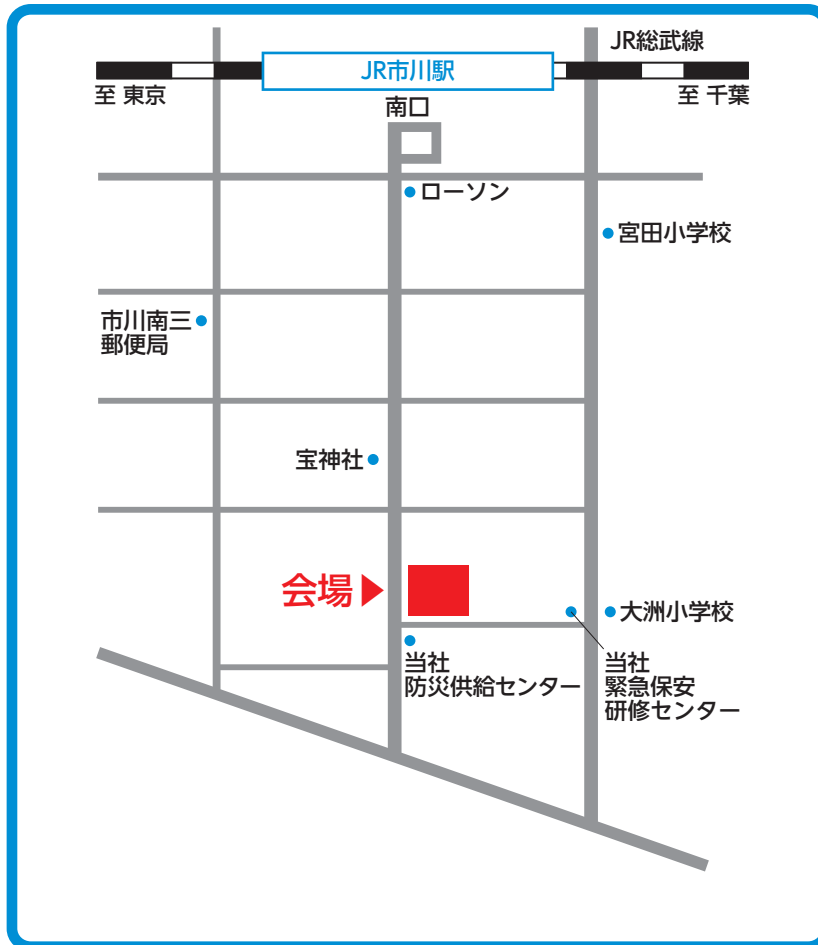 JR総武線
JR市川駅
至 東京
至 千葉
南口
ローソン
宮田小学校
市川南三
郵便局
宝神社
会場
大洲小学校
当社
防災供給センター
当社
緊急保安
研修センター